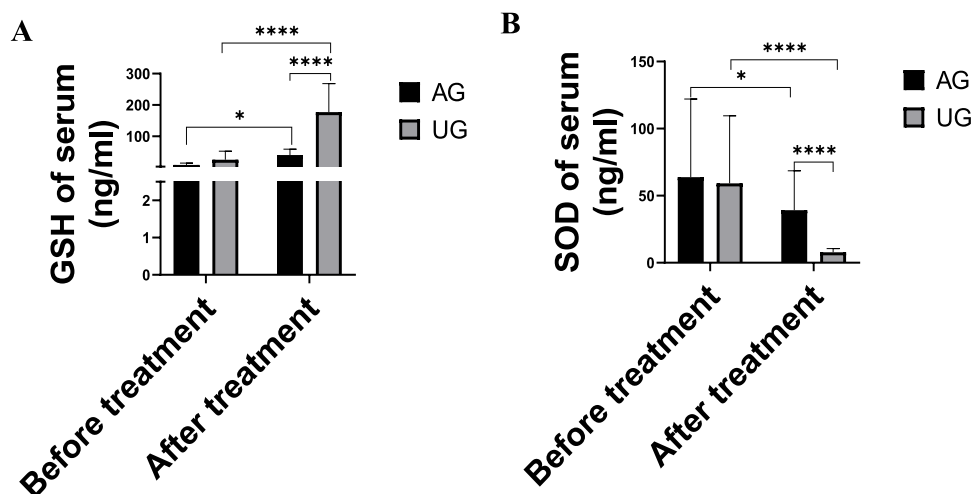 A
GSH of serum
(ng/ml)
300
200
100
2
1
0
*
****
****
AG
UG
Before treatment
After treatment
B
SOD of serum
(ng/ml)
150
100
50
0
*
****
****
AG
UG
Before treatment
After treatment